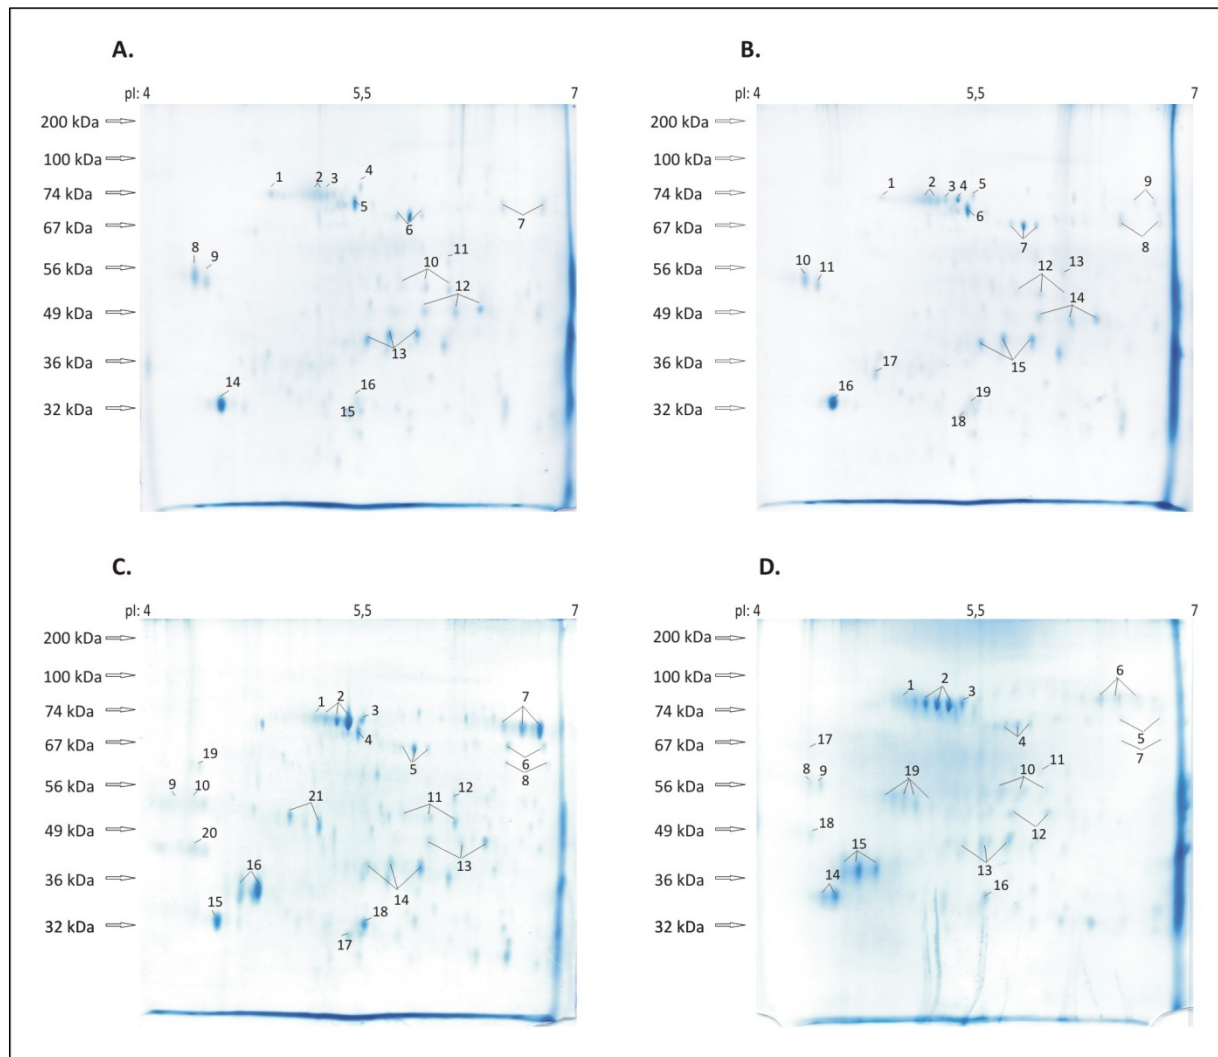 A.
pI: 4 5,5 7
200 kDa
100 kDa
74 kDa
67 kDa
56 kDa
49 kDa
36 kDa
32 kDa
1 2 3 4
5
6
7
8
9
10
11
12
13
14
15
16
B.
pI: 4 5,5 7
200 kDa
100 kDa
74 kDa
67 kDa
56 kDa
49 kDa
36 kDa
32 kDa
1 2 3 4 5
6
7
8
9
10
11
12
13
14
15
16
17
18
19
C.
pI: 4 5,5 7
200 kDa
100 kDa
74 kDa
67 kDa
56 kDa
49 kDa
36 kDa
32 kDa
1 2 3
4
5
6
7
8
9
10
11
12
13
14
15
16
17
18
19
20
21
D.
pI: 4 5,5 7
200 kDa
100 kDa
74 kDa
67 kDa
56 kDa
49 kDa
36 kDa
32 kDa
1 2 3
4
5
6
7
8
9
10
11
12
13
14
15
16
17
18
19